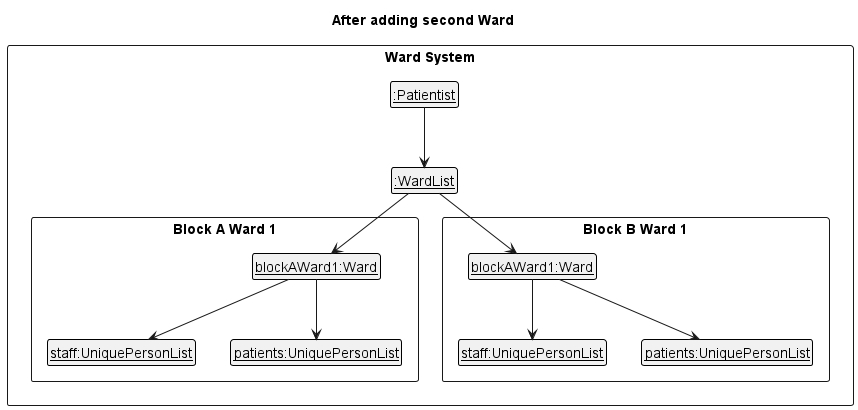 After adding second Ward
Ward System
:Patientist
:WardList
Block A Ward 1
Block B Ward 1
blockAWard1:Ward
blockAWard1:Ward
staff:UniquePersonList
patients:UniquePersonList
staff:UniquePersonList
patients:UniquePersonList